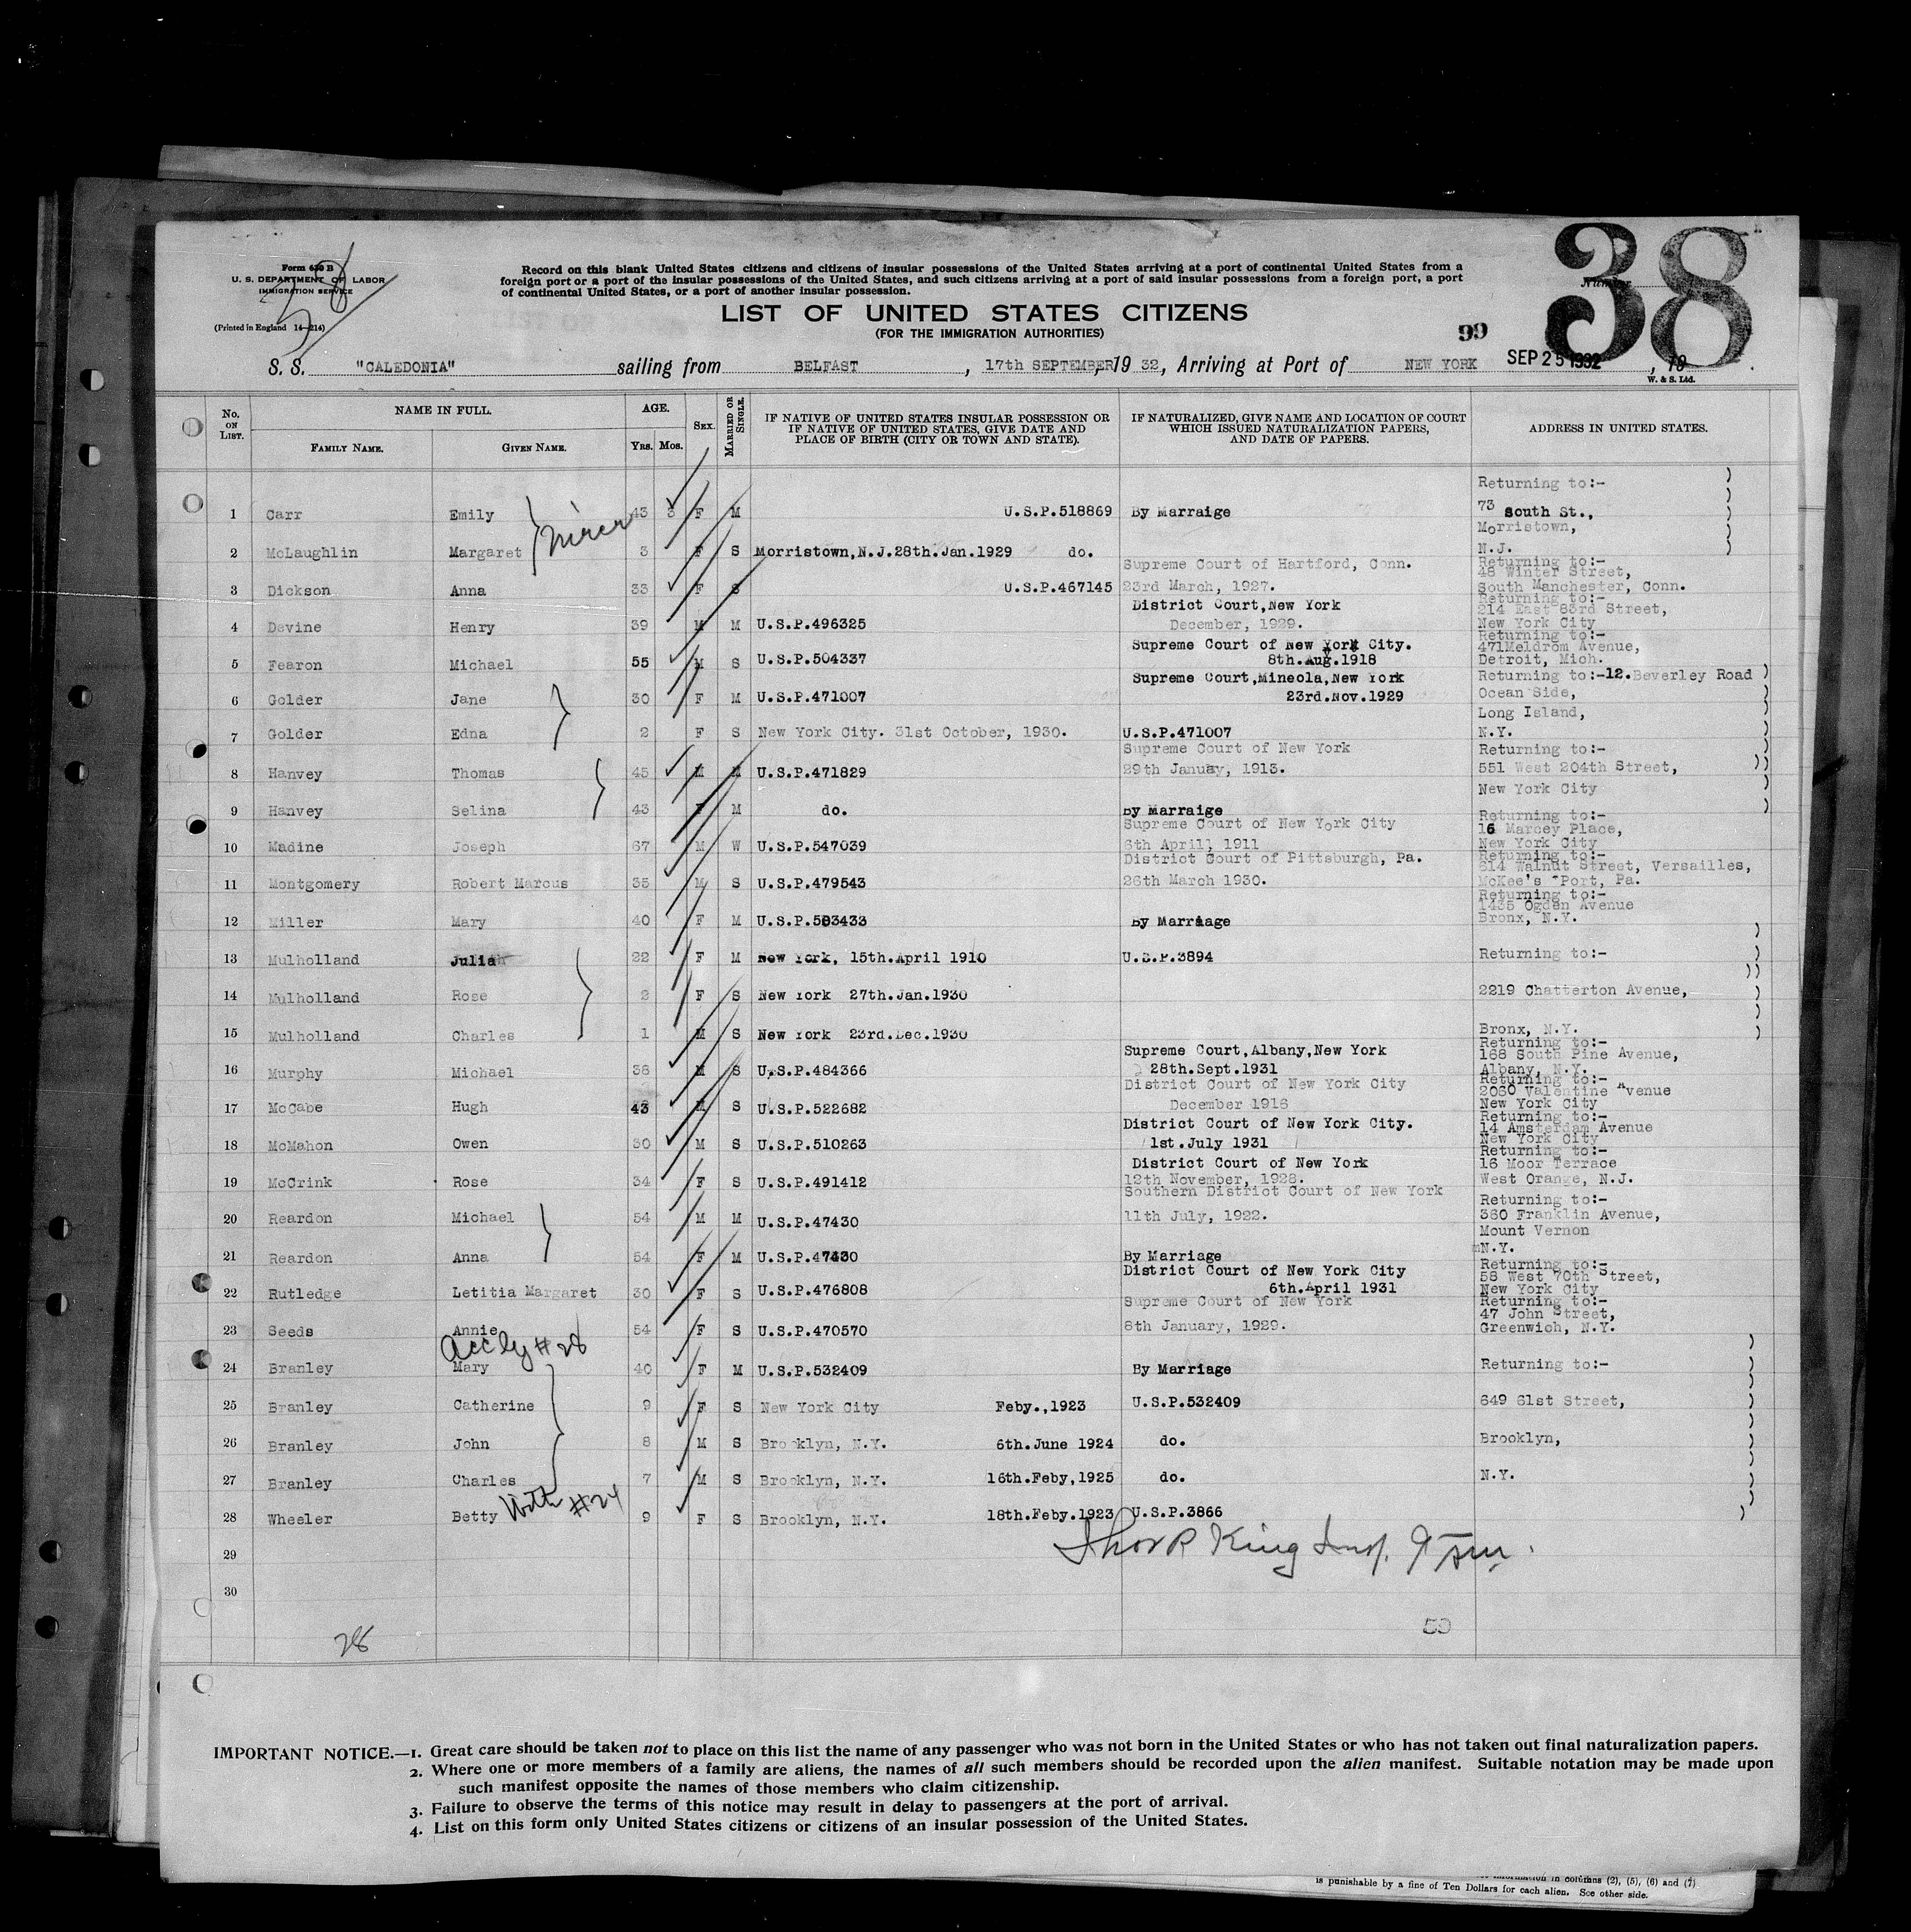 Form 630 B
U. S. DEPARTMENT OF LABOR
IMMIGRATION SERVICE
(Printed in England 14—214)
58
Record on this blank United States citizens and citizens of insular possessions of the United States arriving at a port of continental United States from a
foreign port or a port of the insular possessions of the United States, and such citizens arriving at a port of said insular possessions from a foreign port, a port
of continental United States, or a port of another insular possession.
Number
38
LIST OF UNITED STATES CITIZENS
(FOR THE IMMIGRATION AUTHORITIES)
99
S. S. "CALEDONIA" sailing from BELFAST, 17th SEPTEMBER, 19 32, Arriving at Port of NEW YORK SEP 25 1932, 19
W. & S. Ltd.
No. ON LIST. NAME IN FULL. FAMILY NAME. GIVEN NAME. AGE. Yrs. Mos. SEX. MARRIED OR SINGLE. IF NATIVE OF UNITED STATES INSULAR POSSESSION OR IF NATIVE OF UNITED STATES, GIVE DATE AND PLACE OF BIRTH (CITY OR TOWN AND STATE). IF NATURALIZED, GIVE NAME AND LOCATION OF COURT WHICH ISSUED NATURALIZATION PAPERS, AND DATE OF PAPERS. ADDRESS IN UNITED STATES.
Returning to:-
1 Carr Emily 43 3 F M U.S.P.518869 By Marraige 73 south St.,
niece
Morristown,
2 McLaughlin Margaret 3 F S Morristown,N.J.28th.Jan.1929 do. N.J.
Supreme Court of Hartford, Conn. Returning to:-
48 Winter Street,
3 Dickson Anna 33 F S U.S.P.467145 23rd March, 1927. South Manchester, Conn.
Returning to:-
District Court,New York 214 East 83rd Street,
4 Devine Henry 39 M M U.S.P.496325 December, 1929. New York City
Returning to:-
Supreme Court of New York City. 471Meldrom Avenue,
5 Fearon Michael 55 M S U.S.P.504337 8th.Aug.1918 Detroit, Mich.
Supreme Court,Mineola,New York Returning to:-12.Beverley Road
6 Golder Jane 30 F M U.S.P.471007 23rd.Nov.1929 Ocean Side,
Long Island,
7 Golder Edna 2 F S New York City. 31st October, 1930. U.S.P.471007 N.Y.
Supreme Court of New York Returning to:-
8 Hanvey Thomas 45 M M U.S.P.471829 29th Januay, 1913. 551 West 204th Street,
New York City
9 Hanvey Selina 43 F M do. By Marraige
Returning to:-
Supreme Court of New York City 16 Marcey Place,
10 Madine Joseph 67 M W U.S.P.547039 6th April, 1911 New York City
District Court of Pittsburgh, Pa. Returning to:-
614 Walnut Street, Versailles,
11 Montgomery Robert Marcus 35 M S U.S.P.479543 26th March 1930. McKee's Port, Pa.
Returning to:-
1435 Ogden Avenue
12 Miller Mary 40 F M U.S.P.503433 By Marriage Bronx, N.Y.
13 Mulholland Julia 22 F M New York, 15th.April 1910 U.S.P.3894 Returning to:-
14 Mulholland Rose 2 F S New York 27th.Jan.1930 2219 Chatterton Avenue,
15 Mulholland Charles 1 M S New York 23rd.Dec.1930 Bronx, N.Y.
Returning to:-
Supreme Court,Albany,New York 168 South Pine Avenue,
16 Murphy Michael 38 M S U.S.P.484366 28th.Sept.1931 Albany, N.Y.
District Court of New York City Returning to:-
2060 Valentine Avenue
17 McCabe Hugh 43 M S U.S.P.522682 December 1916 New York City
Returning to:-
District Court of New York City. 14 Amsterdam Avenue
18 McMahon Owen 30 M S U.S.P.510263 1st.July 1931 New York City
Returning to:-
District Court of New York 16 Moor Terrace
19 McCrink Rose 34 F S U.S.P.491412 12th November, 1928. West Orange, N.J.
Southern District Court of New York Returning to:-
20 Reardon Michael 54 M M U.S.P.47430 11th July, 1922. 360 Franklin Avenue,
Mount Vernon
21 Reardon Anna 54 F M U.S.P.47430 By Marriage N.Y.
District Court of New York City Returning to:-
58 West 70th Street,
22 Rutledge Letitia Margaret 30 F S U.S.P.476808 6th.April 1931 New York City
Supreme Court of New York Returning to:-
47 John Street,
23 Seeds Annie 54 F S U.S.P.470570 8th January, 1929. Greenwich, N.Y.
Acc by #28
24 Branley Mary 40 F M U.S.P.532409 By Marriage Returning to:-
25 Branley Catherine 9 F S New York City Feby.,1923 U.S.P.532409 649 61st Street,
26 Branley John 8 M S Brooklyn, N.Y. 6th.June 1924 do. Brooklyn,
27 Branley Charles 7 M S Brooklyn, N.Y. 16th.Feby,1925 do. N.Y.
With #24
28 Wheeler Betty 9 F S Brooklyn, N.Y. 18th.Feby.1923 U.S.P.3866
29
King Insp.
30
28
IMPORTANT NOTICE.—1. Great care should be taken not to place on this list the name of any passenger who was not born in the United States or who has not taken out final naturalization papers.
2. Where one or more members of a family are aliens, the names of all such members should be recorded upon the alien manifest. Suitable notation may be made upon
such manifest opposite the names of those members who claim citizenship.
3. Failure to observe the terms of this notice may result in delay to passengers at the port of arrival.
4. List on this form only United States citizens or citizens of an insular possession of the United States.
information in columns (2), (5), (6) and (7)
is punishable by a fine of Ten Dollars for each alien. See other side.